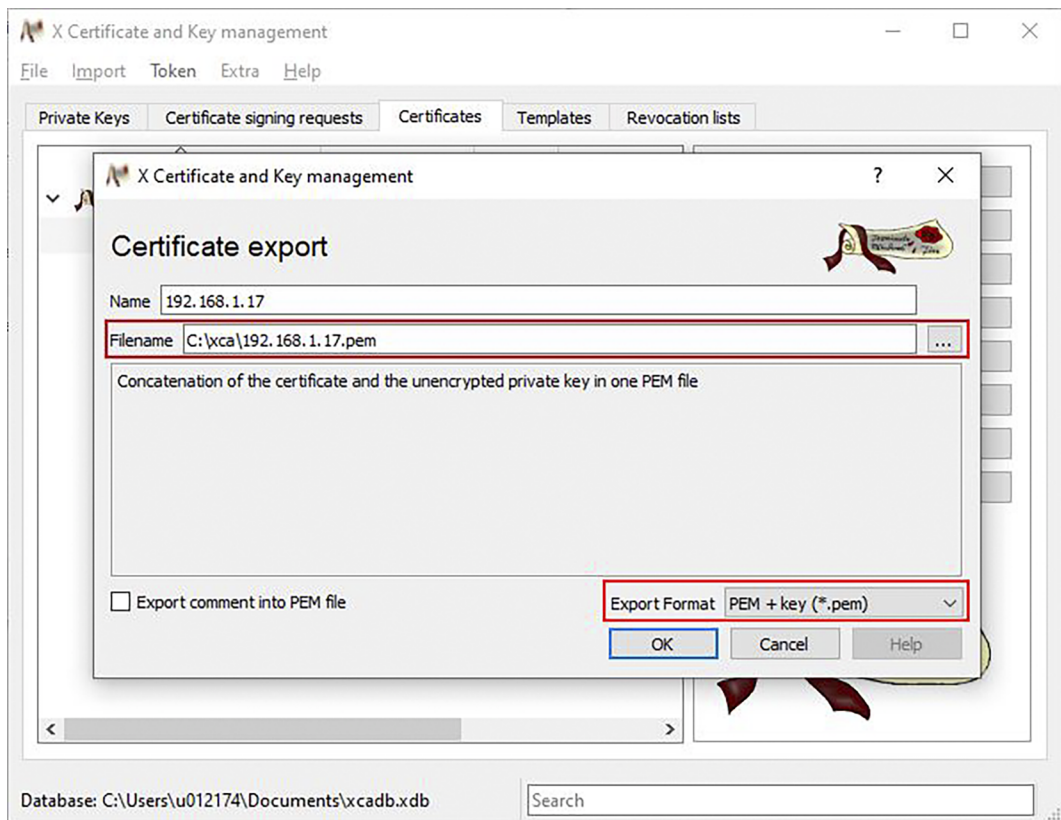 X Certificate and Key management
File Import Token Extra Help
Private Keys Certificate signing requests Certificates Templates Revocation lists
X Certificate and Key management ?
Certificate export
Name 192.168.1.17
Filename C:\xca\192.168.1.17.pem ...
Concatenation of the certificate and the unencrypted private key in one PEM file
Export comment into PEM file
Export Format PEM + key (*.pem)
OK Cancel Help
Database: C:\Users\u012174\Documents\xcadb.xdb Search